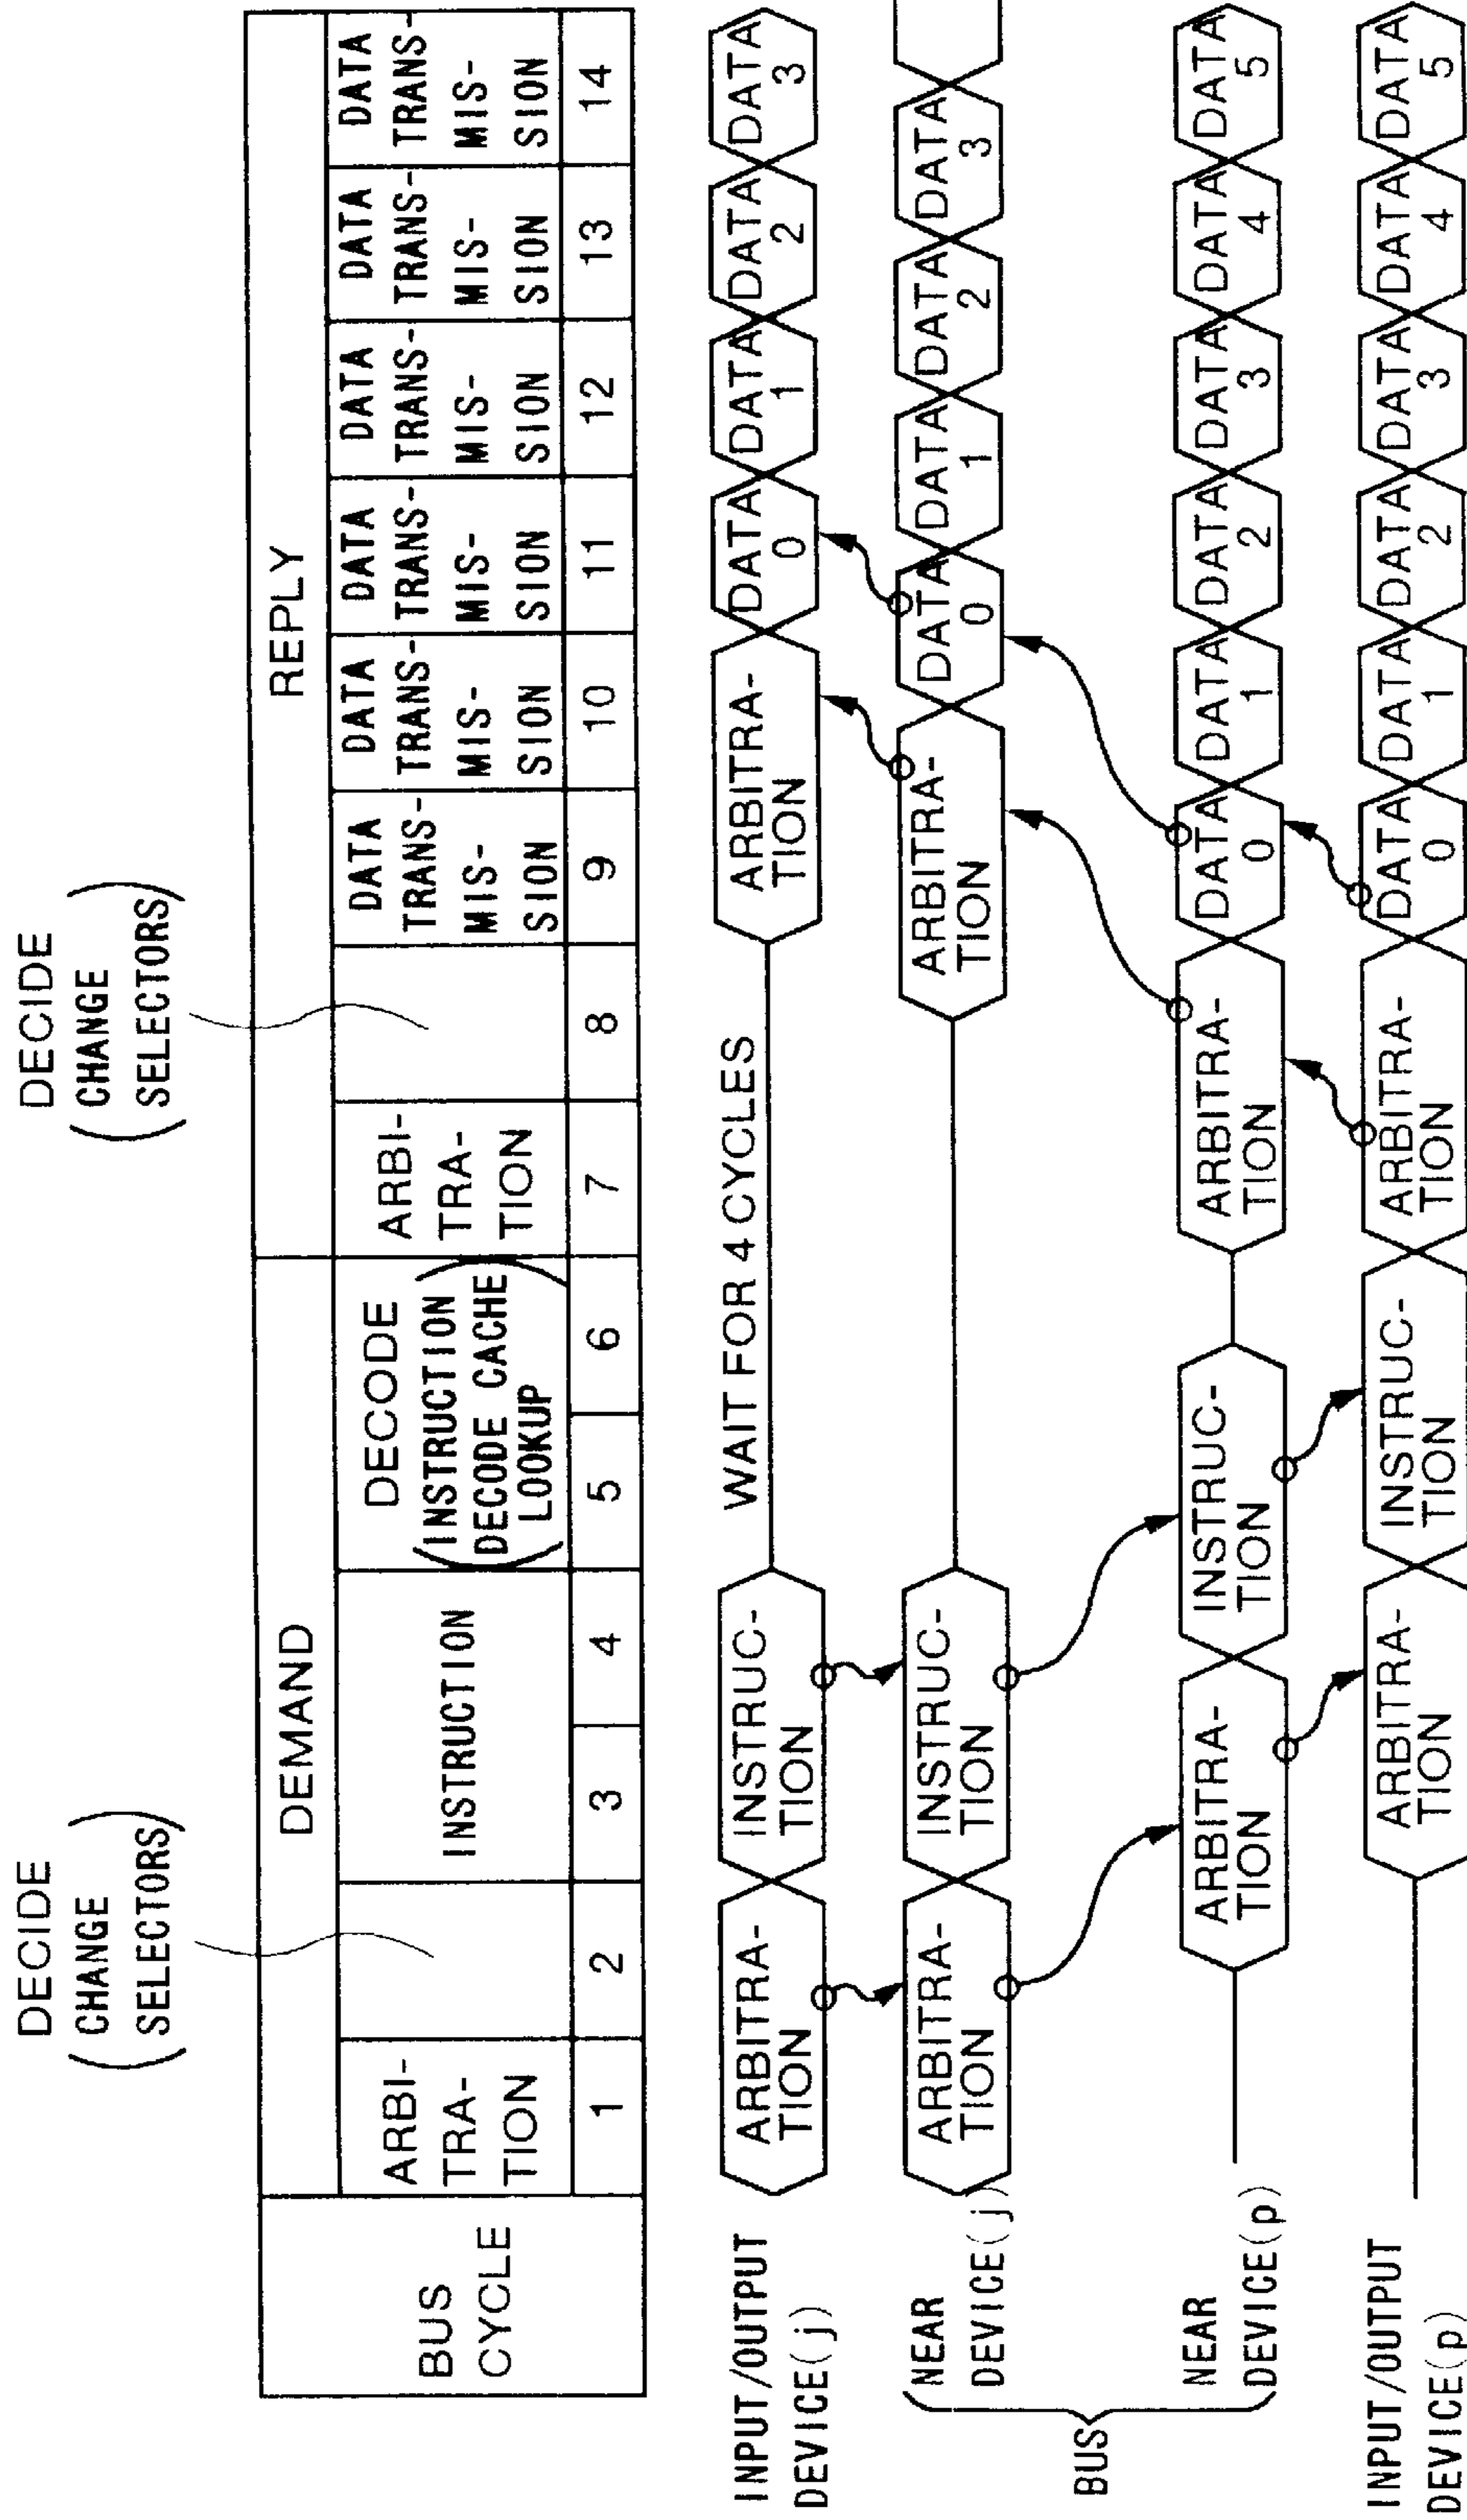 DECIDE
(CHANGE
SELECTORS)
DECIDE
(CHANGE
SELECTORS)
BUS
CYCLE
DEMAND
REPLY
ARBI-
TRA-
TION
INSTRUCTION
DECODE
(INSTRUCTION
DECODE CACHE
LOOKUP)
ARBI-
TRA-
TION
DATA
TRANS-
MIS-
SION
DATA
TRANS-
MIS-
SION
DATA
TRANS-
MIS-
SION
DATA
TRANS-
MIS-
SION
DATA
TRANS-
MIS-
SION
DATA
TRANS-
MIS-
SION
1 2 3 4 5 6 7 8 9 10 11 12 13 14
INPUT/OUTPUT
DEVICE(j)
ARBITRA-
TION
INSTRUC-
TION
WAIT FOR 4 CYCLES
ARBITRA-
TION
DATA
0
DATA
1
DATA
2
DATA
3
BUS
NEAR
DEVICE(j)
ARBITRA-
TION
INSTRUC-
TION
ARBITRA-
TION
DATA
0
DATA
1
DATA
2
DATA
3
NEAR
DEVICE(p)
ARBITRA-
TION
INSTRUC-
TION
ARBITRA-
TION
DATA
0
DATA
1
DATA
2
DATA
3
DATA
4
DATA
5
INPUT/OUTPUT
DEVICE(p)
ARBITRA-
TION
INSTRUC-
TION
ARBITRA-
TION
DATA
0
DATA
1
DATA
2
DATA
3
DATA
4
DATA
5